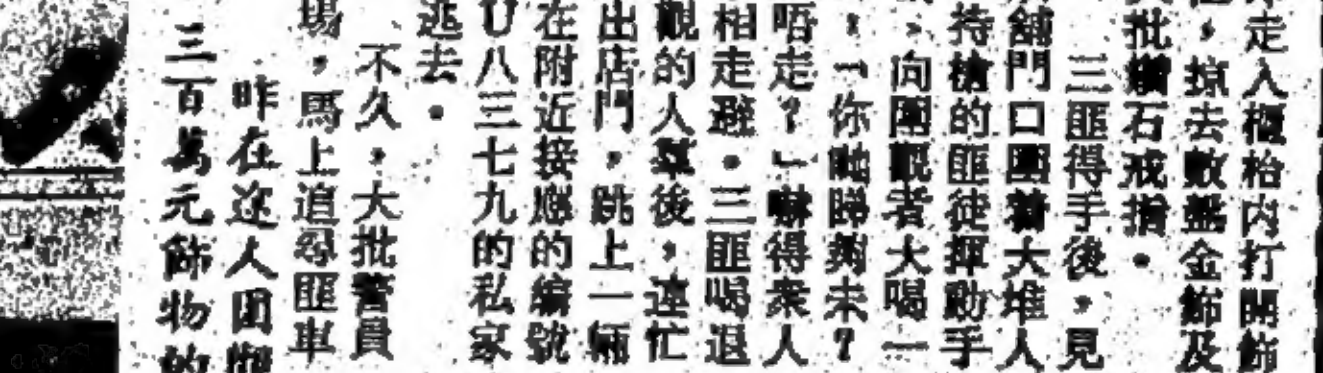 走入櫃枱内打開飾
,掠去數盤金飾及
批鑽石戒指。
三匪得手後,見
舖門口圍着大堆人
持槍的匪徒揮動手
,向圍觀者大喝一
:「你哋睇夠未?
唔走?」嚇得衆人
相走避。三匪喝退
觀的人羣後,連忙
出店門,跳上一輛
在附近接應的編號
U八三七九的私家
逃去。
不久,大批警員
場,馬上追尋匪車
昨在途人圍觀
三百萬元飾物的